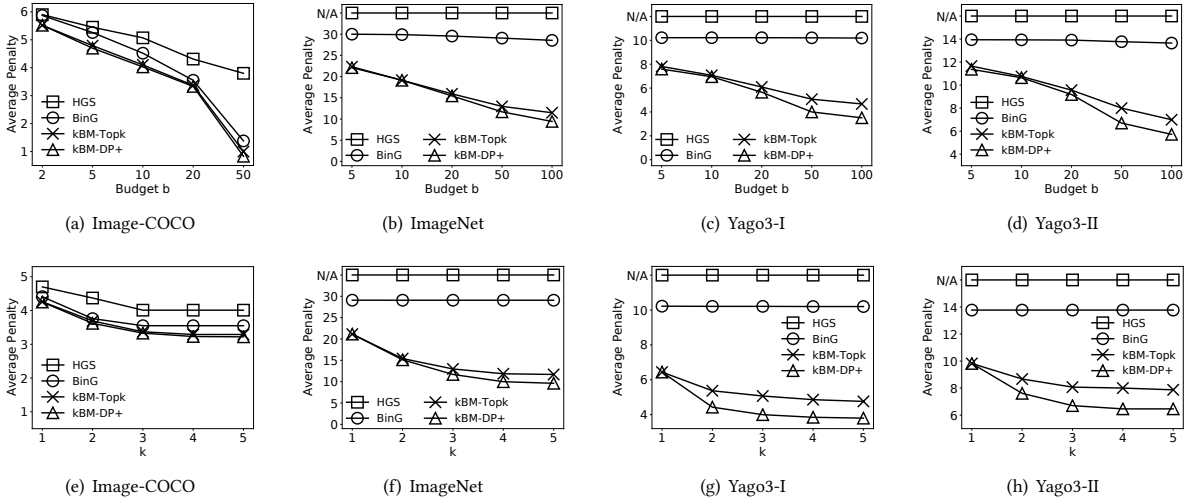 6
5
4
3
2
1
Average Penalty
HGS
BinG
kBM-Topk
kBM-DP+
2 5 10 20 50
Budget b
(a) Image-COCO
N/A
30
25
20
15
10
5
0
Average Penalty
HGS kBM-Topk
BinG kBM-DP+
5 10 20 50 100
Budget b
(b) ImageNet
N/A
10
8
6
4
2
0
Average Penalty
HGS kBM-Topk
BinG kBM-DP+
5 10 20 50 100
Budget b
(c) Yago3-I
N/A
14
12
10
8
6
4
Average Penalty
HGS
BinG
kBM-Topk
kBM-DP+
5 10 20 50 100
Budget b
(d) Yago3-II
5
4
3
2
1
Average Penalty
HGS
BinG
kBM-Topk
kBM-DP+
1 2 3 4 5
k
(e) Image-COCO
N/A
30
25
20
15
10
5
0
Average Penalty
HGS kBM-Topk
BinG kBM-DP+
1 2 3 4 5
k
(f) ImageNet
N/A
10
8
6
4
Average Penalty
HGS
BinG
kBM-Topk
kBM-DP+
1 2 3 4 5
k
(g) Yago3-I
N/A
14
12
10
8
6
Average Penalty
HGS
BinG
kBM-Topk
kBM-DP+
1 2 3 4 5
k
(h) Yago3-II